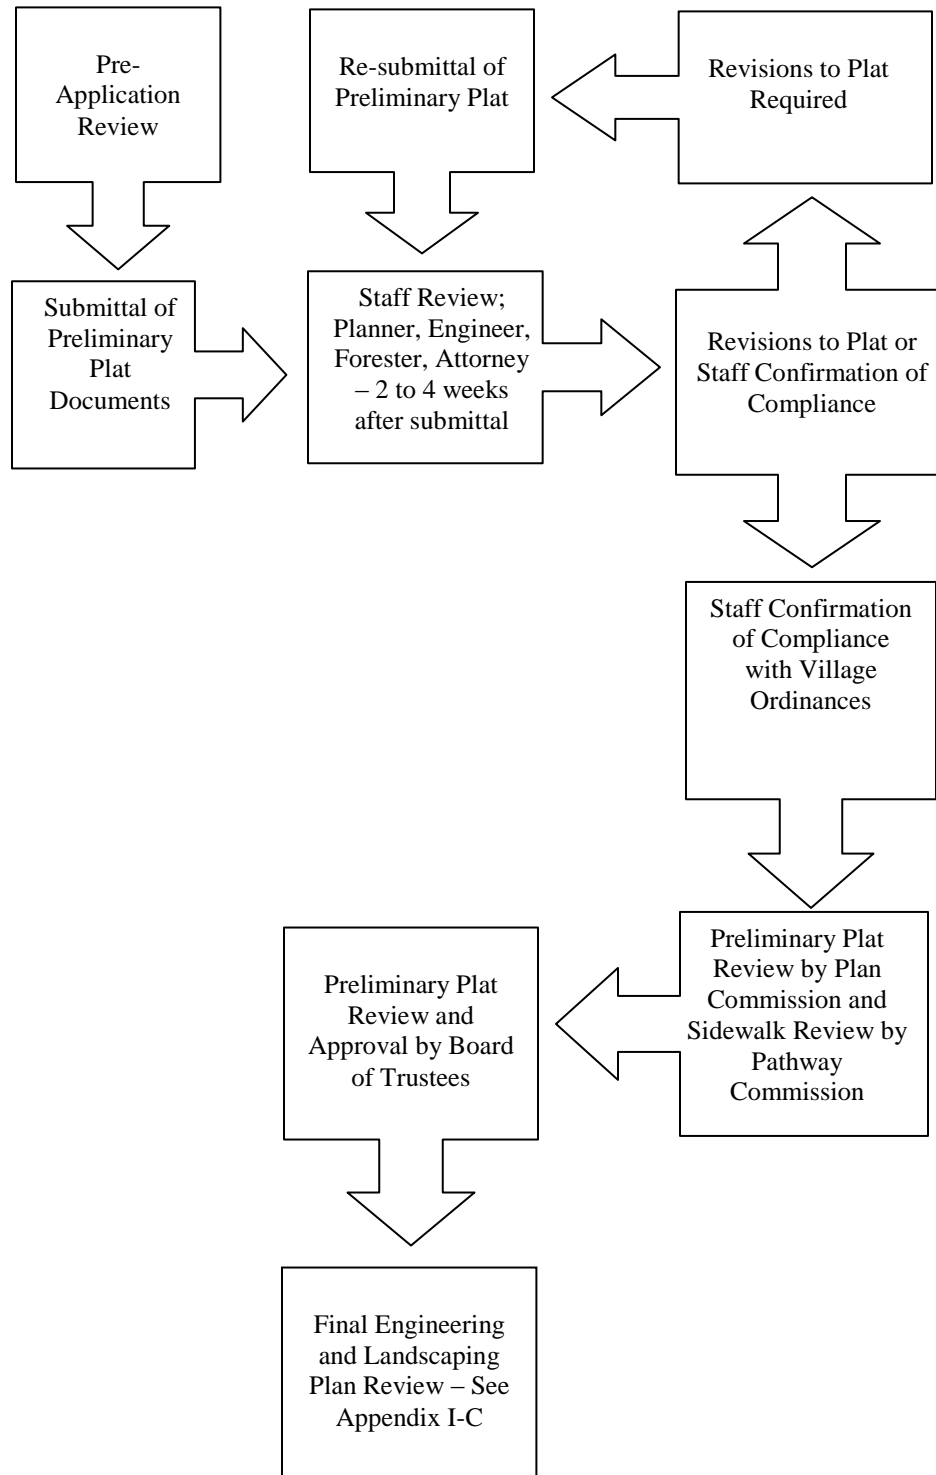 Pre-
Application
Review
Re-submittal of
Preliminary Plat
Revisions to Plat
Required
Submittal of
Preliminary
Plat
Documents
Staff Review;
Planner, Engineer,
Forester, Attorney
– 2 to 4 weeks
after submittal
Revisions to Plat or
Staff Confirmation of
Compliance
Staff Confirmation
of Compliance
with Village
Ordinances
Preliminary Plat
Review by Plan
Commission and
Sidewalk Review by
Pathway
Commission
Preliminary Plat
Review and
Approval by Board
of Trustees
Final Engineering
and Landscaping
Plan Review – See
Appendix I-C